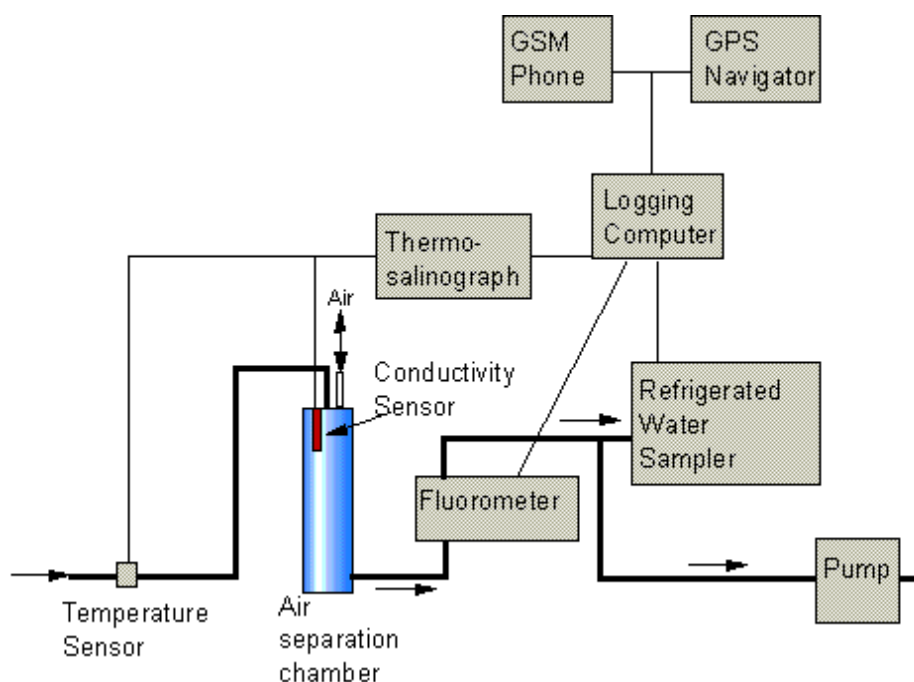 GSM
Phone
GPS
Navigator
Logging
Computer
Thermo-
salinograph
Air
Conductivity
Sensor
Refrigerated
Water
Sampler
Fluorometer
Pump
Temperature
Sensor
Air
separation
chamber